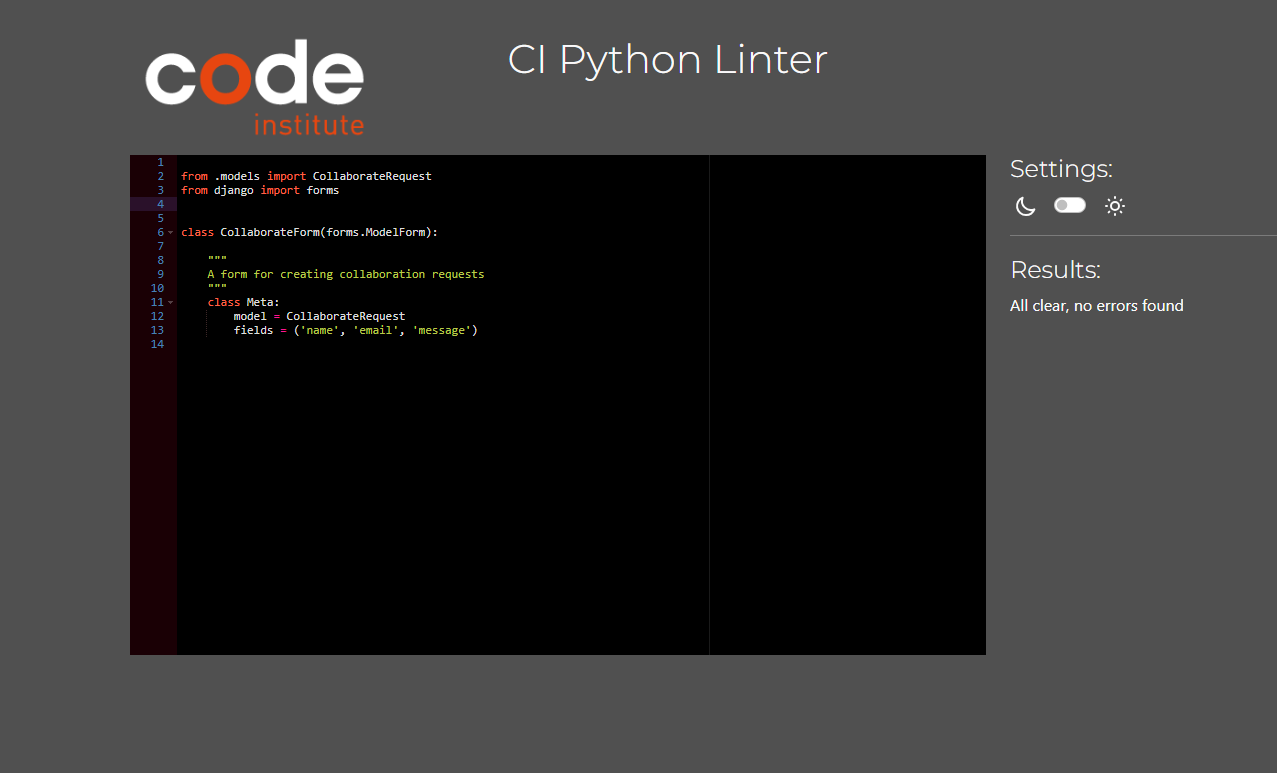 code
institute
CI Python Linter
1
2 from .models import CollaborateRequest
3 from django import forms
4
5
6 class CollaborateForm(forms.ModelForm):
7
8     """
9     A form for creating collaboration requests
10     """
11     class Meta:
12         model = CollaborateRequest
13         fields = ('name', 'email', 'message')
14
Settings:
Results:
All clear, no errors found